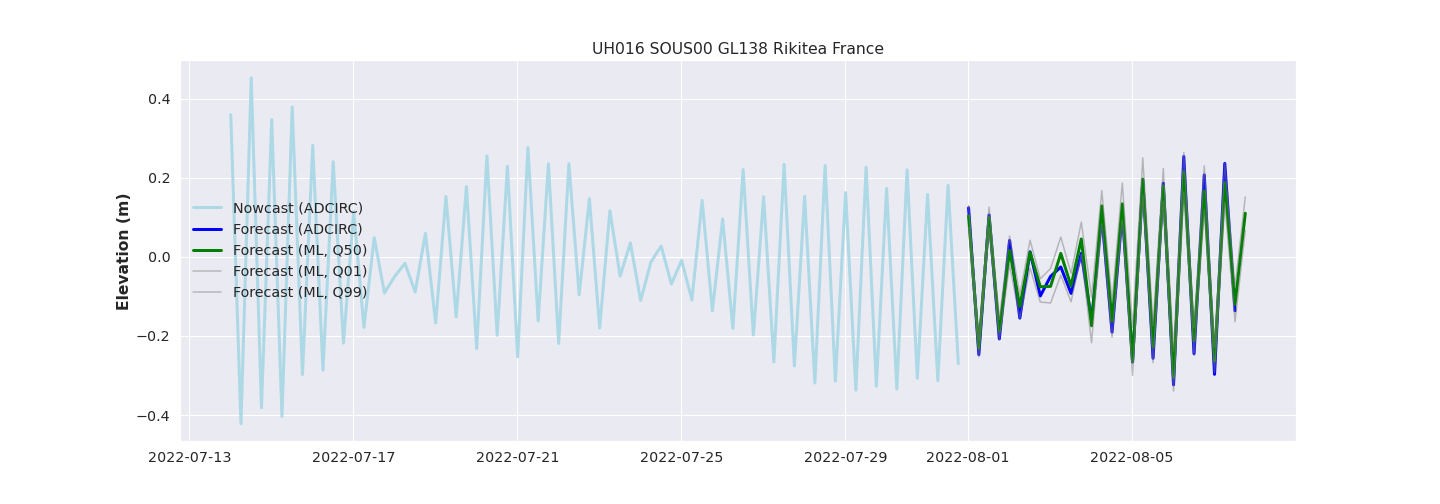 UH016 SOUS00 GL138 Rikitea France
Elevation (m)
0.4
0.2
0.0
−0.2
−0.4
Nowcast (ADCIRC)
Forecast (ADCIRC)
Forecast (ML, Q50)
Forecast (ML, Q01)
Forecast (ML, Q99)
2022-07-13 2022-07-17 2022-07-21 2022-07-25 2022-07-29 2022-08-01 2022-08-05